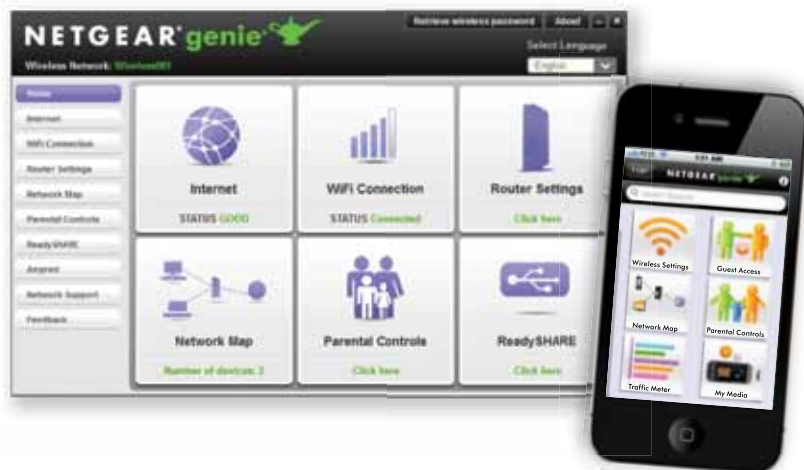 NETGEAR® genie®
Retrieve wireless password
About
Select Language
English
Wireless Network:
Home
Internet
WiFi Connection
Router Settings
Network Map
Parental Controls
ReadySHARE
Airprint
Network Support
Feedback
Internet
STATUS GOOD
WiFi Connection
STATUS Connected
Router Settings
Click here
Network Map
Number of devices: 2
Parental Controls
Click here
ReadySHARE
Click here
NETGEAR genie
Wireless Settings
Guest Access
Network Map
Parental Controls
Traffic Meter
My Media